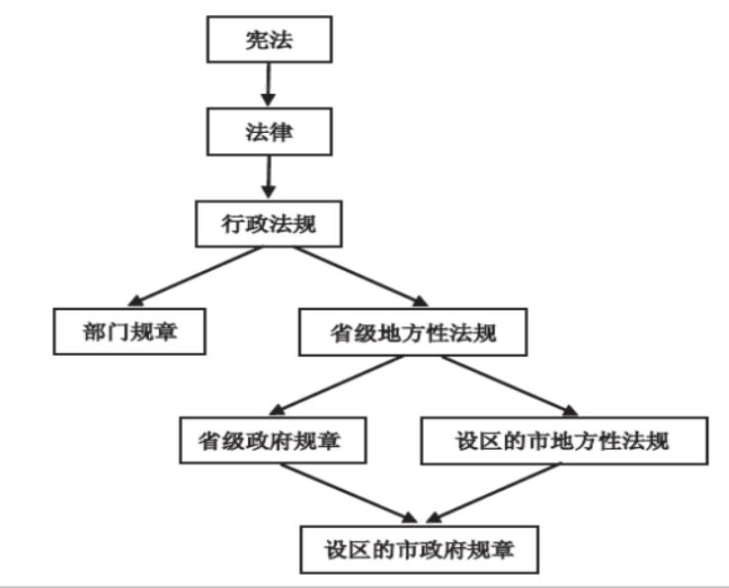 宪法
法律
行政法规
部门规章
省级地方性法规
省级政府规章
设区的市地方性法规
设区的市政府规章